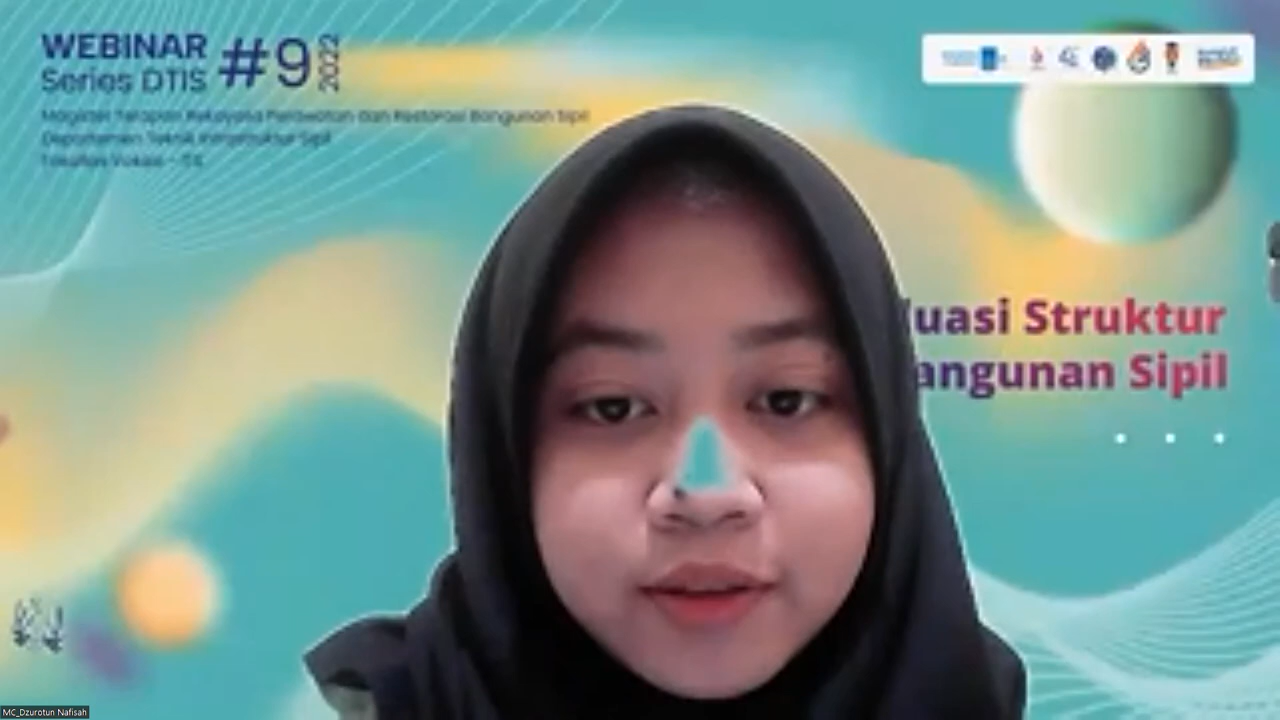 WEBINAR
Series DTIS
#9
2022
Magister Terapan Rekayasa Perawatan dan Restorasi Bangunan Sipil
Departemen Teknik Infrastruktur Sipil
Fakultas Vokasi - ITS
luasi Struktur
angunan Sipil
MC_Dzurotun Nafisah